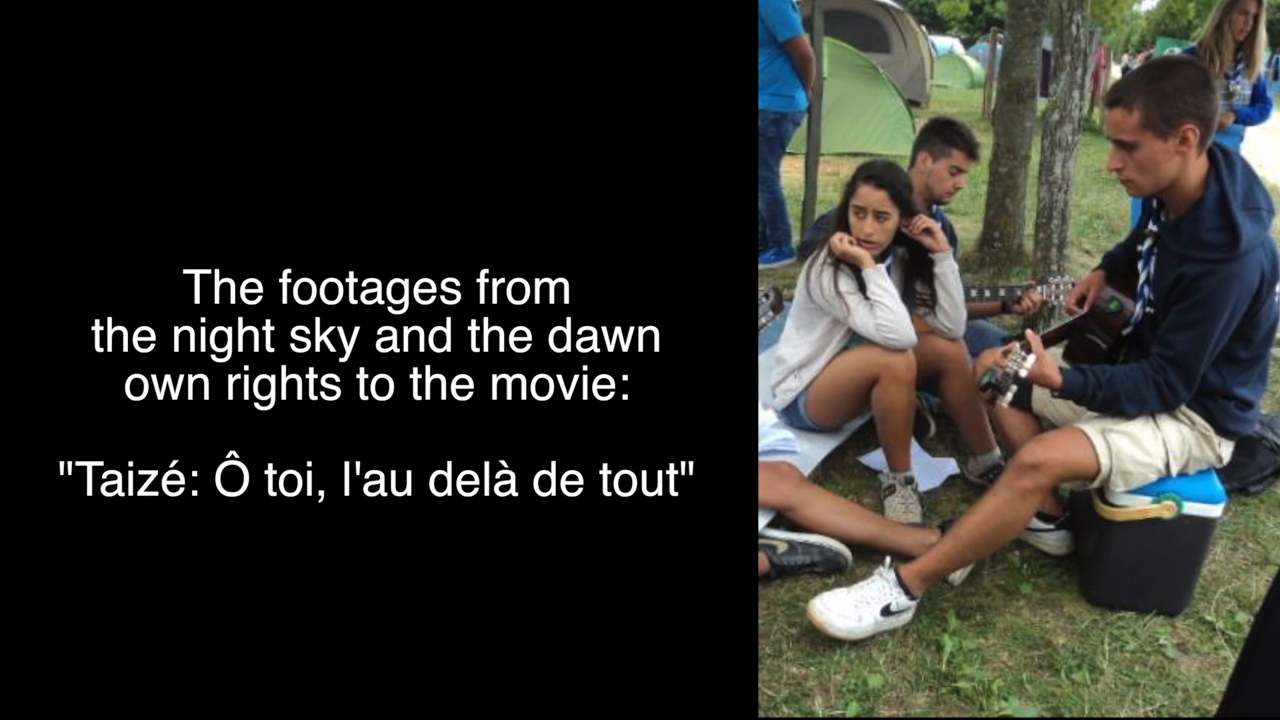 The footages from
the night sky and the dawn
own rights to the movie:
"Taizé: Ô toi, l'au delà de tout"